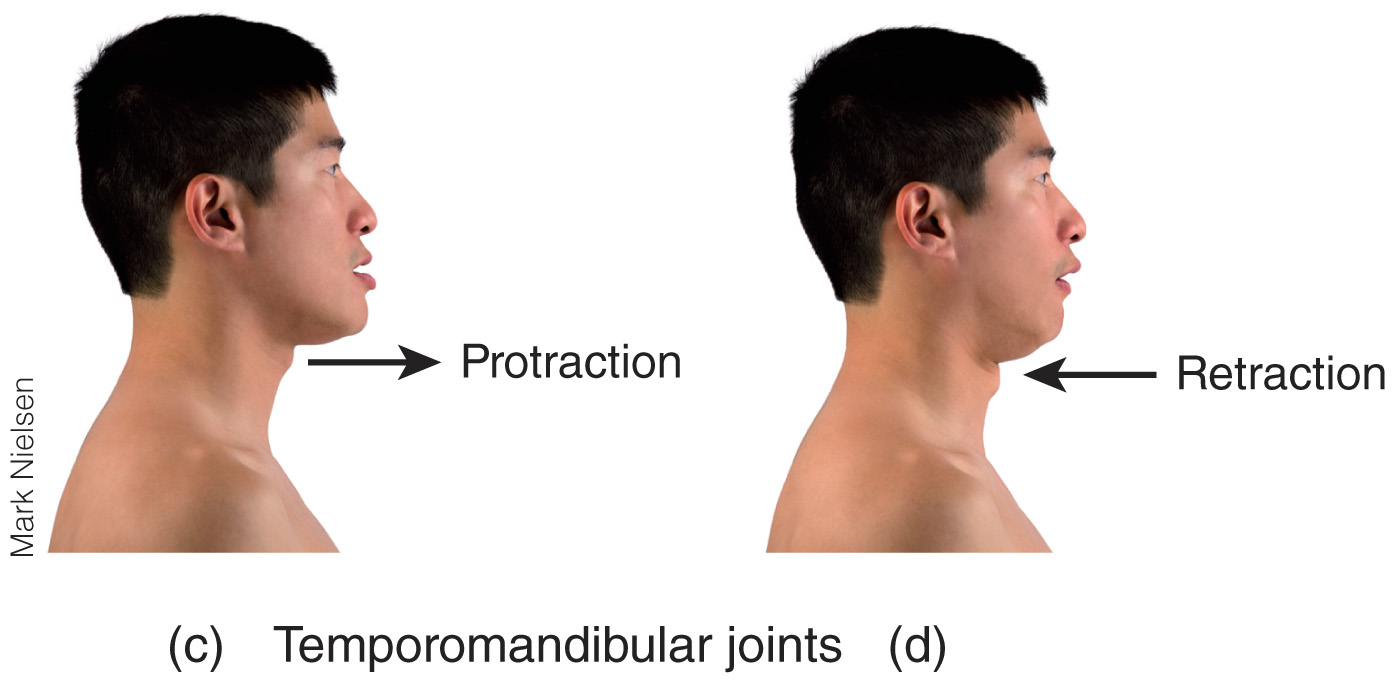 Protraction
Retraction
Mark Nielsen
(c) Temporomandibular joints (d)